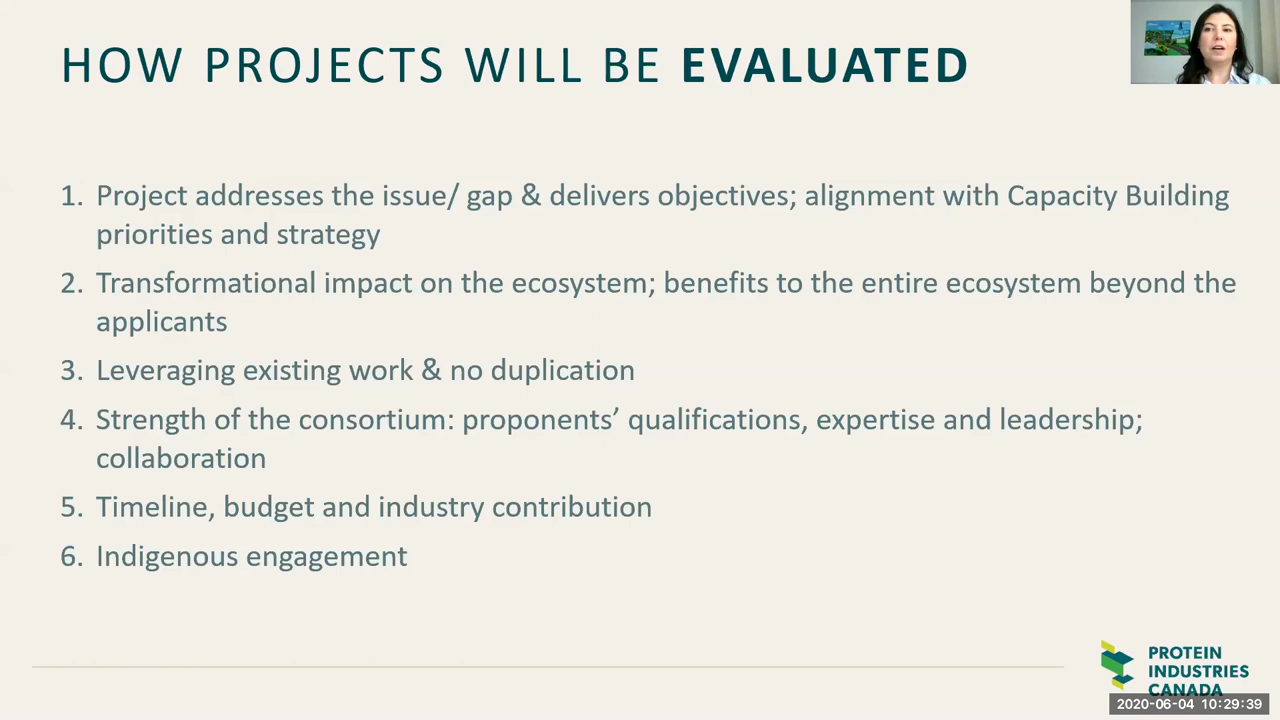 HOW PROJECTS WILL BE EVALUATED
1. Project addresses the issue/ gap & delivers objectives; alignment with Capacity Building
priorities and strategy
2. Transformational impact on the ecosystem; benefits to the entire ecosystem beyond the
applicants
3. Leveraging existing work & no duplication
4. Strength of the consortium: proponents’ qualifications, expertise and leadership;
collaboration
5. Timeline, budget and industry contribution
6. Indigenous engagement
PROTEIN
INDUSTRIES
CANADA
2020-06-04 10:29:39